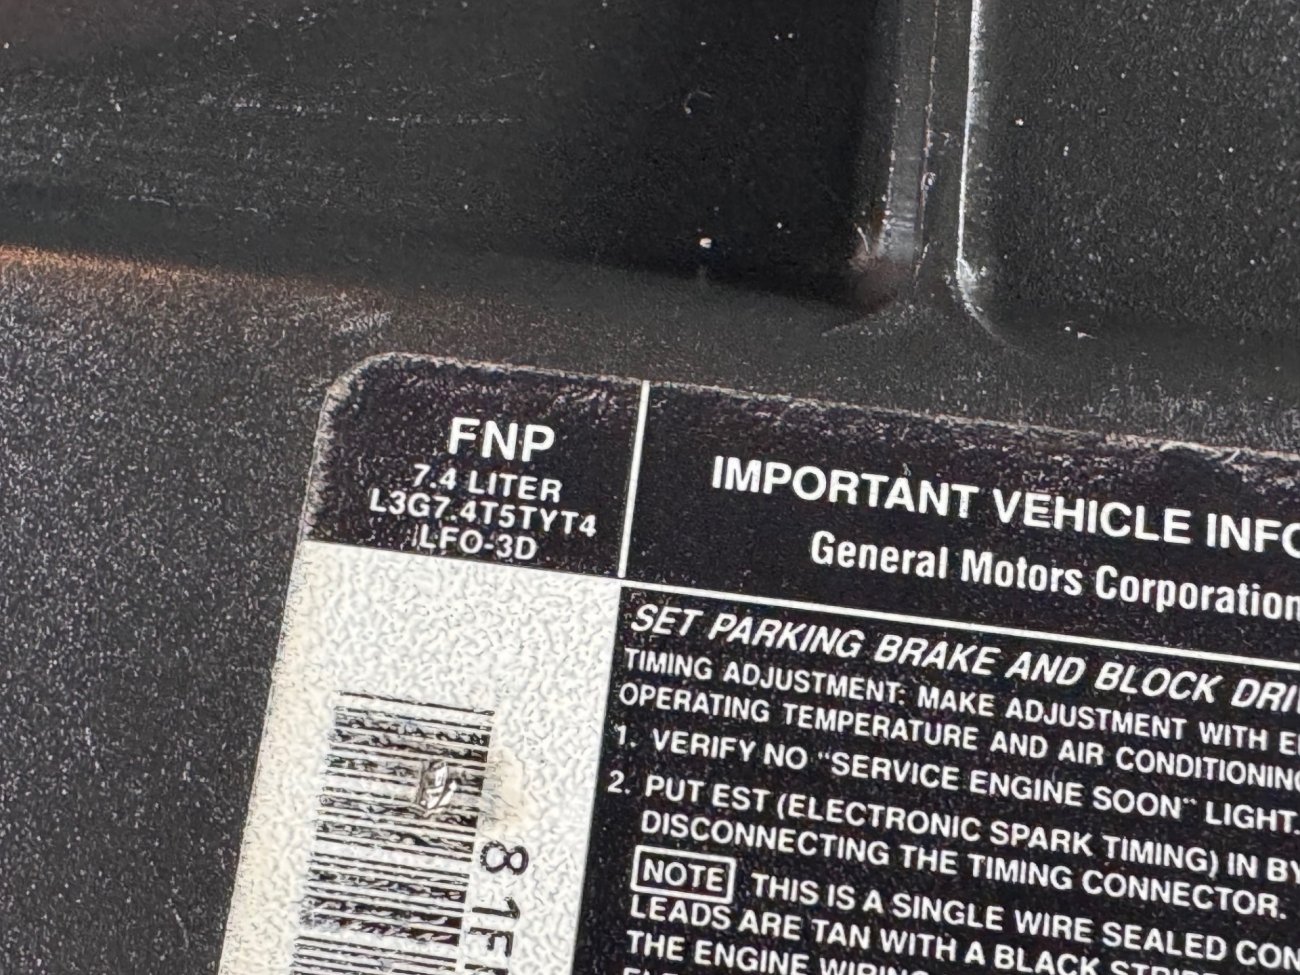 FNP
7.4 LITER
L3G7.4T5TYT4
LFO-3D
IMPORTANT VEHICLE INFO
General Motors Corporation
SET PARKING BRAKE AND BLOCK DRI
TIMING ADJUSTMENT: MAKE ADJUSTMENT WITH E
OPERATING TEMPERATURE AND AIR CONDITIONING
1. VERIFY NO "SERVICE ENGINE SOON" LIGHT.
2. PUT EST (ELECTRONIC SPARK TIMING) IN BY
DISCONNECTING THE TIMING CONNECTOR.
NOTE THIS IS A SINGLE WIRE SEALED CON
LEADS ARE TAN WITH A BLACK STRI
THE ENGINE WIRING
81F